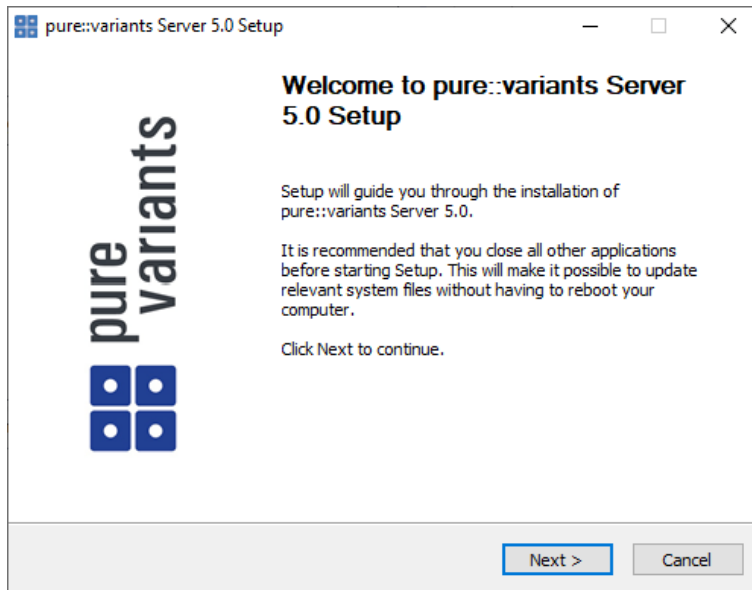 pure::variants Server 5.0 Setup
Welcome to pure::variants Server
5.0 Setup
pure
variants
Setup will guide you through the installation of
pure::variants Server 5.0.
It is recommended that you close all other applications
before starting Setup. This will make it possible to update
relevant system files without having to reboot your
computer.
Click Next to continue.
Next >
Cancel